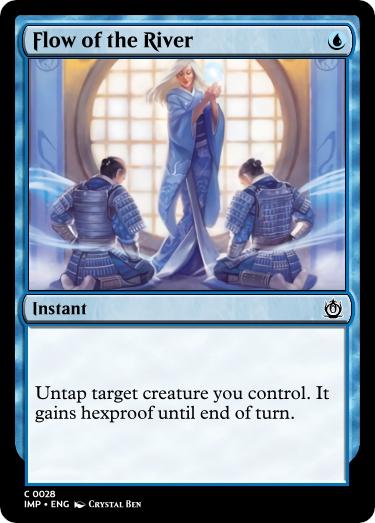 Flow of the River
Instant
Untap target creature you control. It
gains hexproof until end of turn.
C 0028
IMP • ENG Crystal Ben